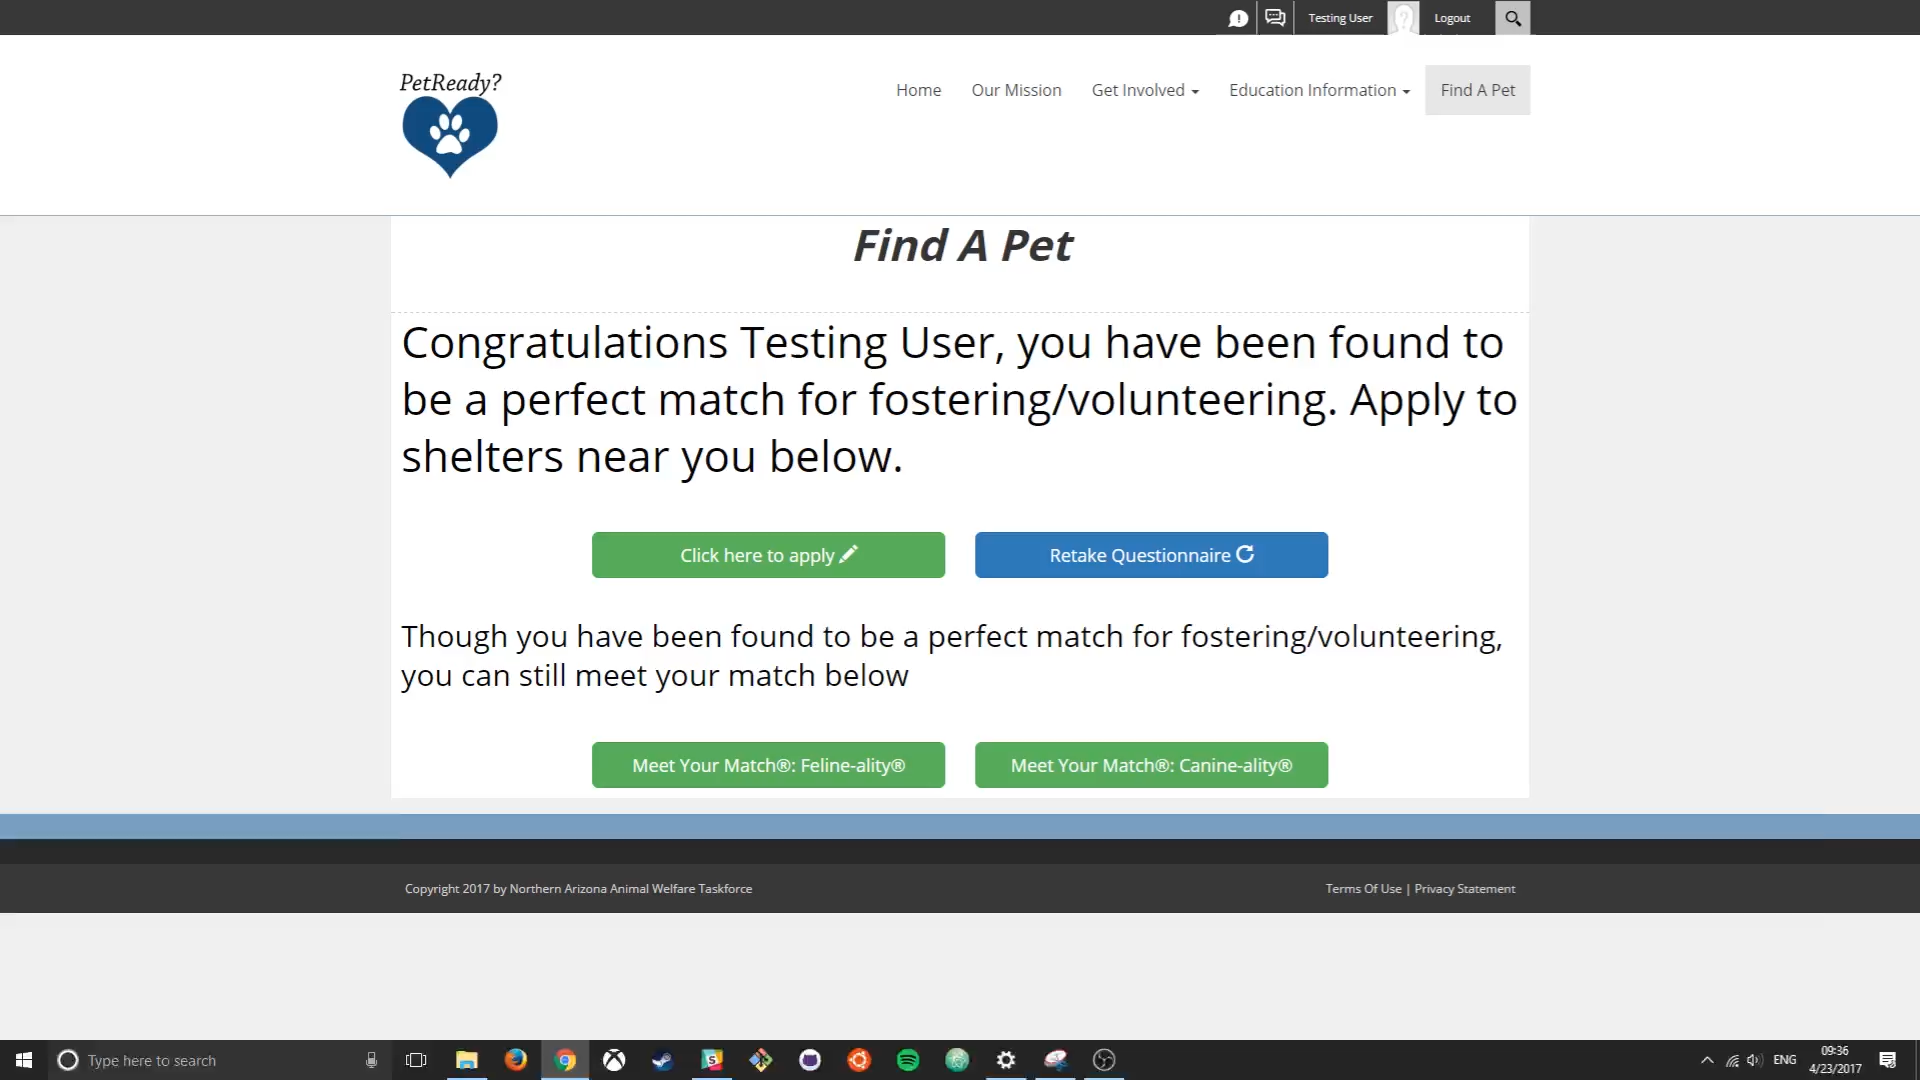 Testing User
Logout
PetReady?
Home
Our Mission
Get Involved
Education Information
Find A Pet
Find A Pet
Congratulations Testing User, you have been found to
be a perfect match for fostering/volunteering. Apply to
shelters near you below.
Click here to apply
Retake Questionnaire
Though you have been found to be a perfect match for fostering/volunteering,
you can still meet your match below
Meet Your Match®: Feline-ality®
Meet Your Match®: Canine-ality®
Copyright 2017 by Northern Arizona Animal Welfare Taskforce
Terms Of Use | Privacy Statement
Type here to search
ENG
09:36
4/23/2017